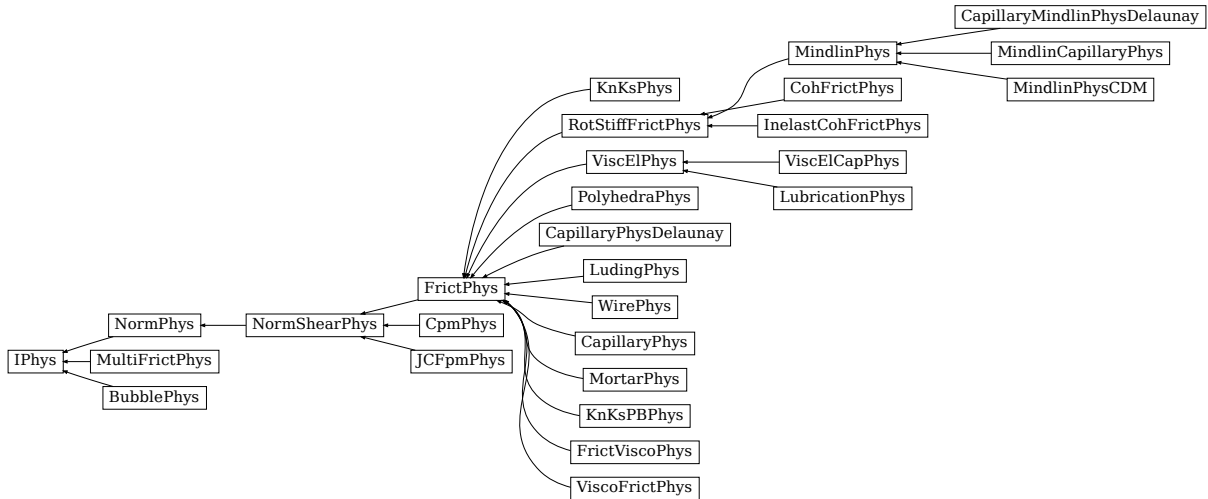 CapillaryMindlinPhysDelaunay
MindlinPhys
MindlinCapillaryPhys
KnKsPhys
CohFrictPhys
MindlinPhysCDM
RotStiffFrictPhys
InelastCohFrictPhys
ViscElPhys
ViscElCapPhys
PolyhedraPhys
LubricationPhys
CapillaryPhysDelaunay
LudingPhys
FrictPhys
WirePhys
NormPhys
NormShearPhys
CpmPhys
CapillaryPhys
IPhys
MultiFrictPhys
JCFpmPhys
MortarPhys
BubblePhys
KnKsPBPhys
FrictViscoPhys
ViscoFrictPhys